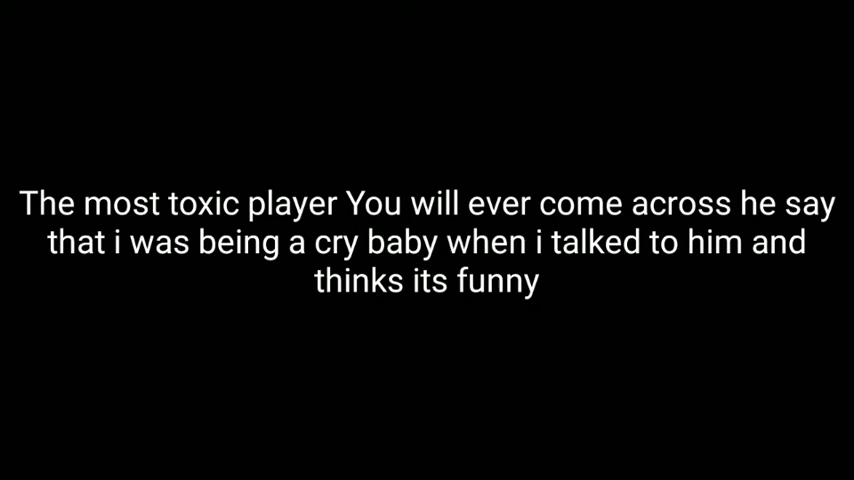 The most toxic player You will ever come across he say
that i was being a cry baby when i talked to him and
thinks its funny